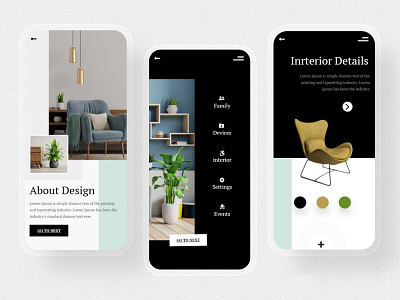 About Design
Lorem Ipsum is simply dummy text of the printing
and typesetting industry. Lorem Ipsum is
industry's standard dummy text ever
GO TO NEXT
Family
Devices
interior
Settings
Events
GO TO NEXT
Inrterior Details
Lorem Ipsum is simply dummy text of the
printing and typesetting industry. Lorem
Ipsum has been the industry
+